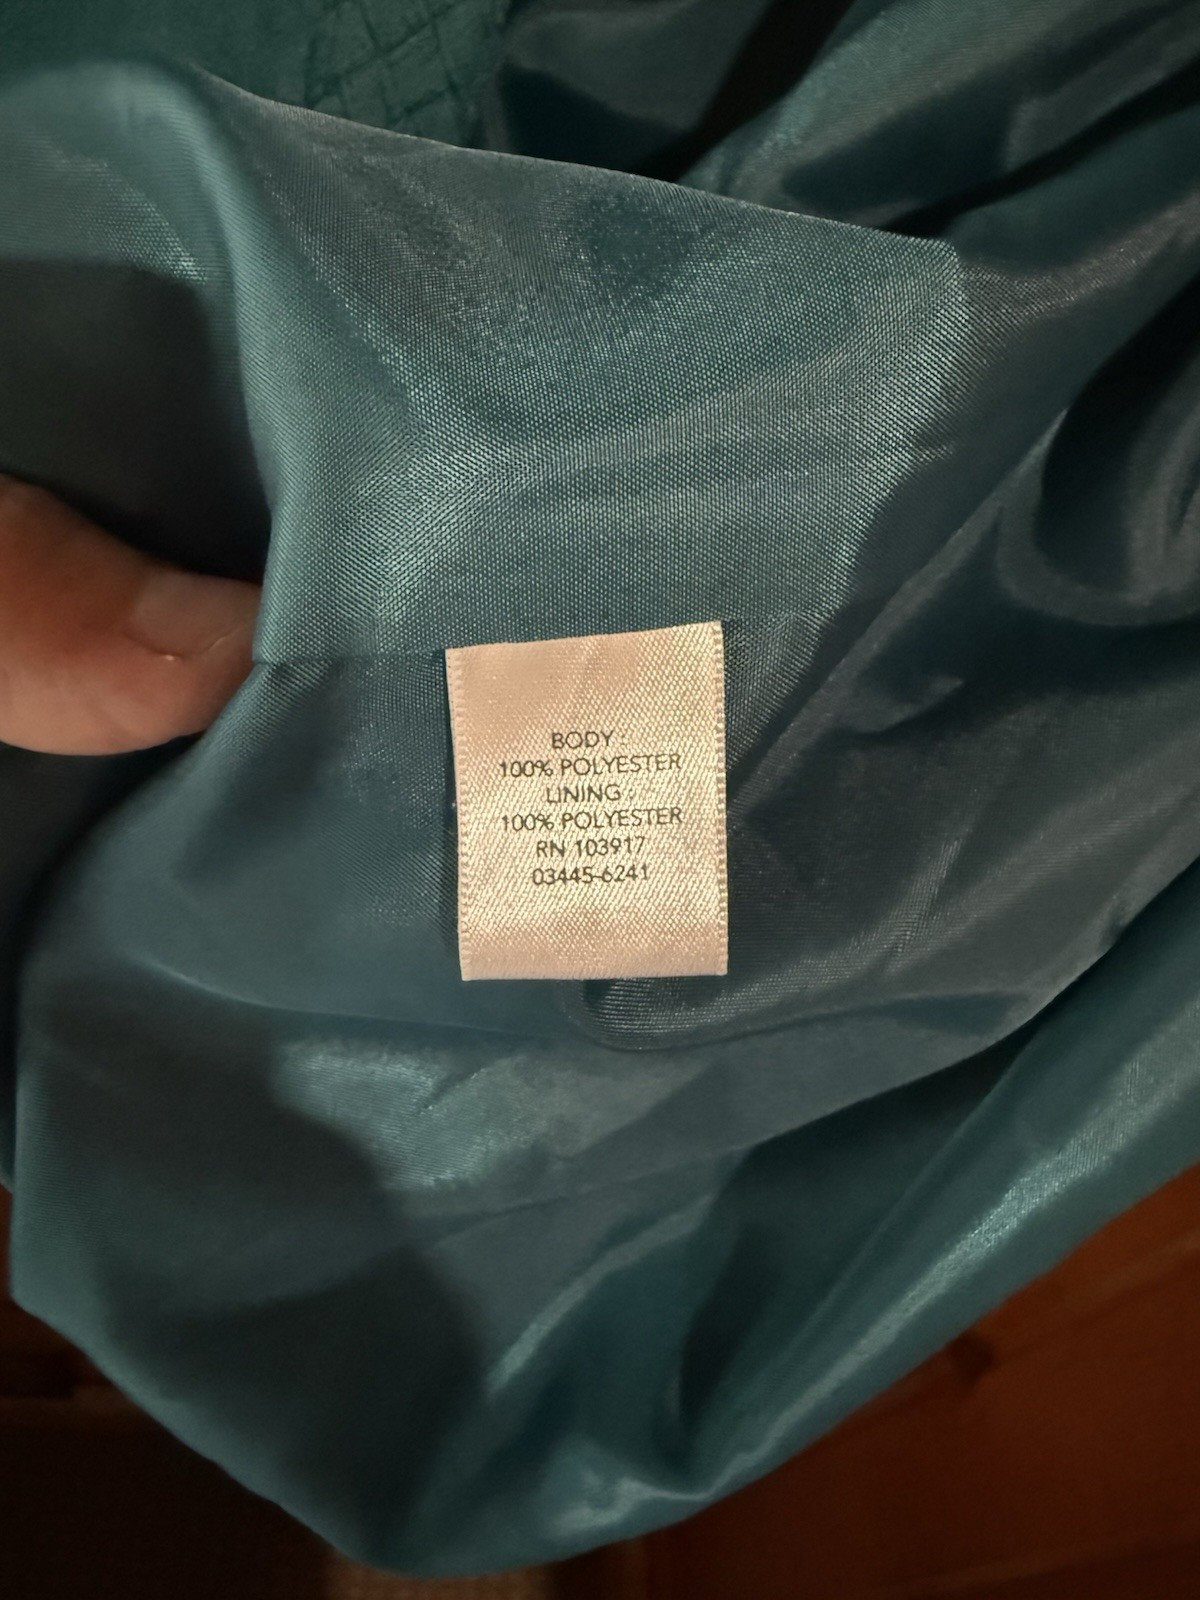 BODY :
100% POLYESTER
LINING :
100% POLYESTER
RN 103917
03445-6241